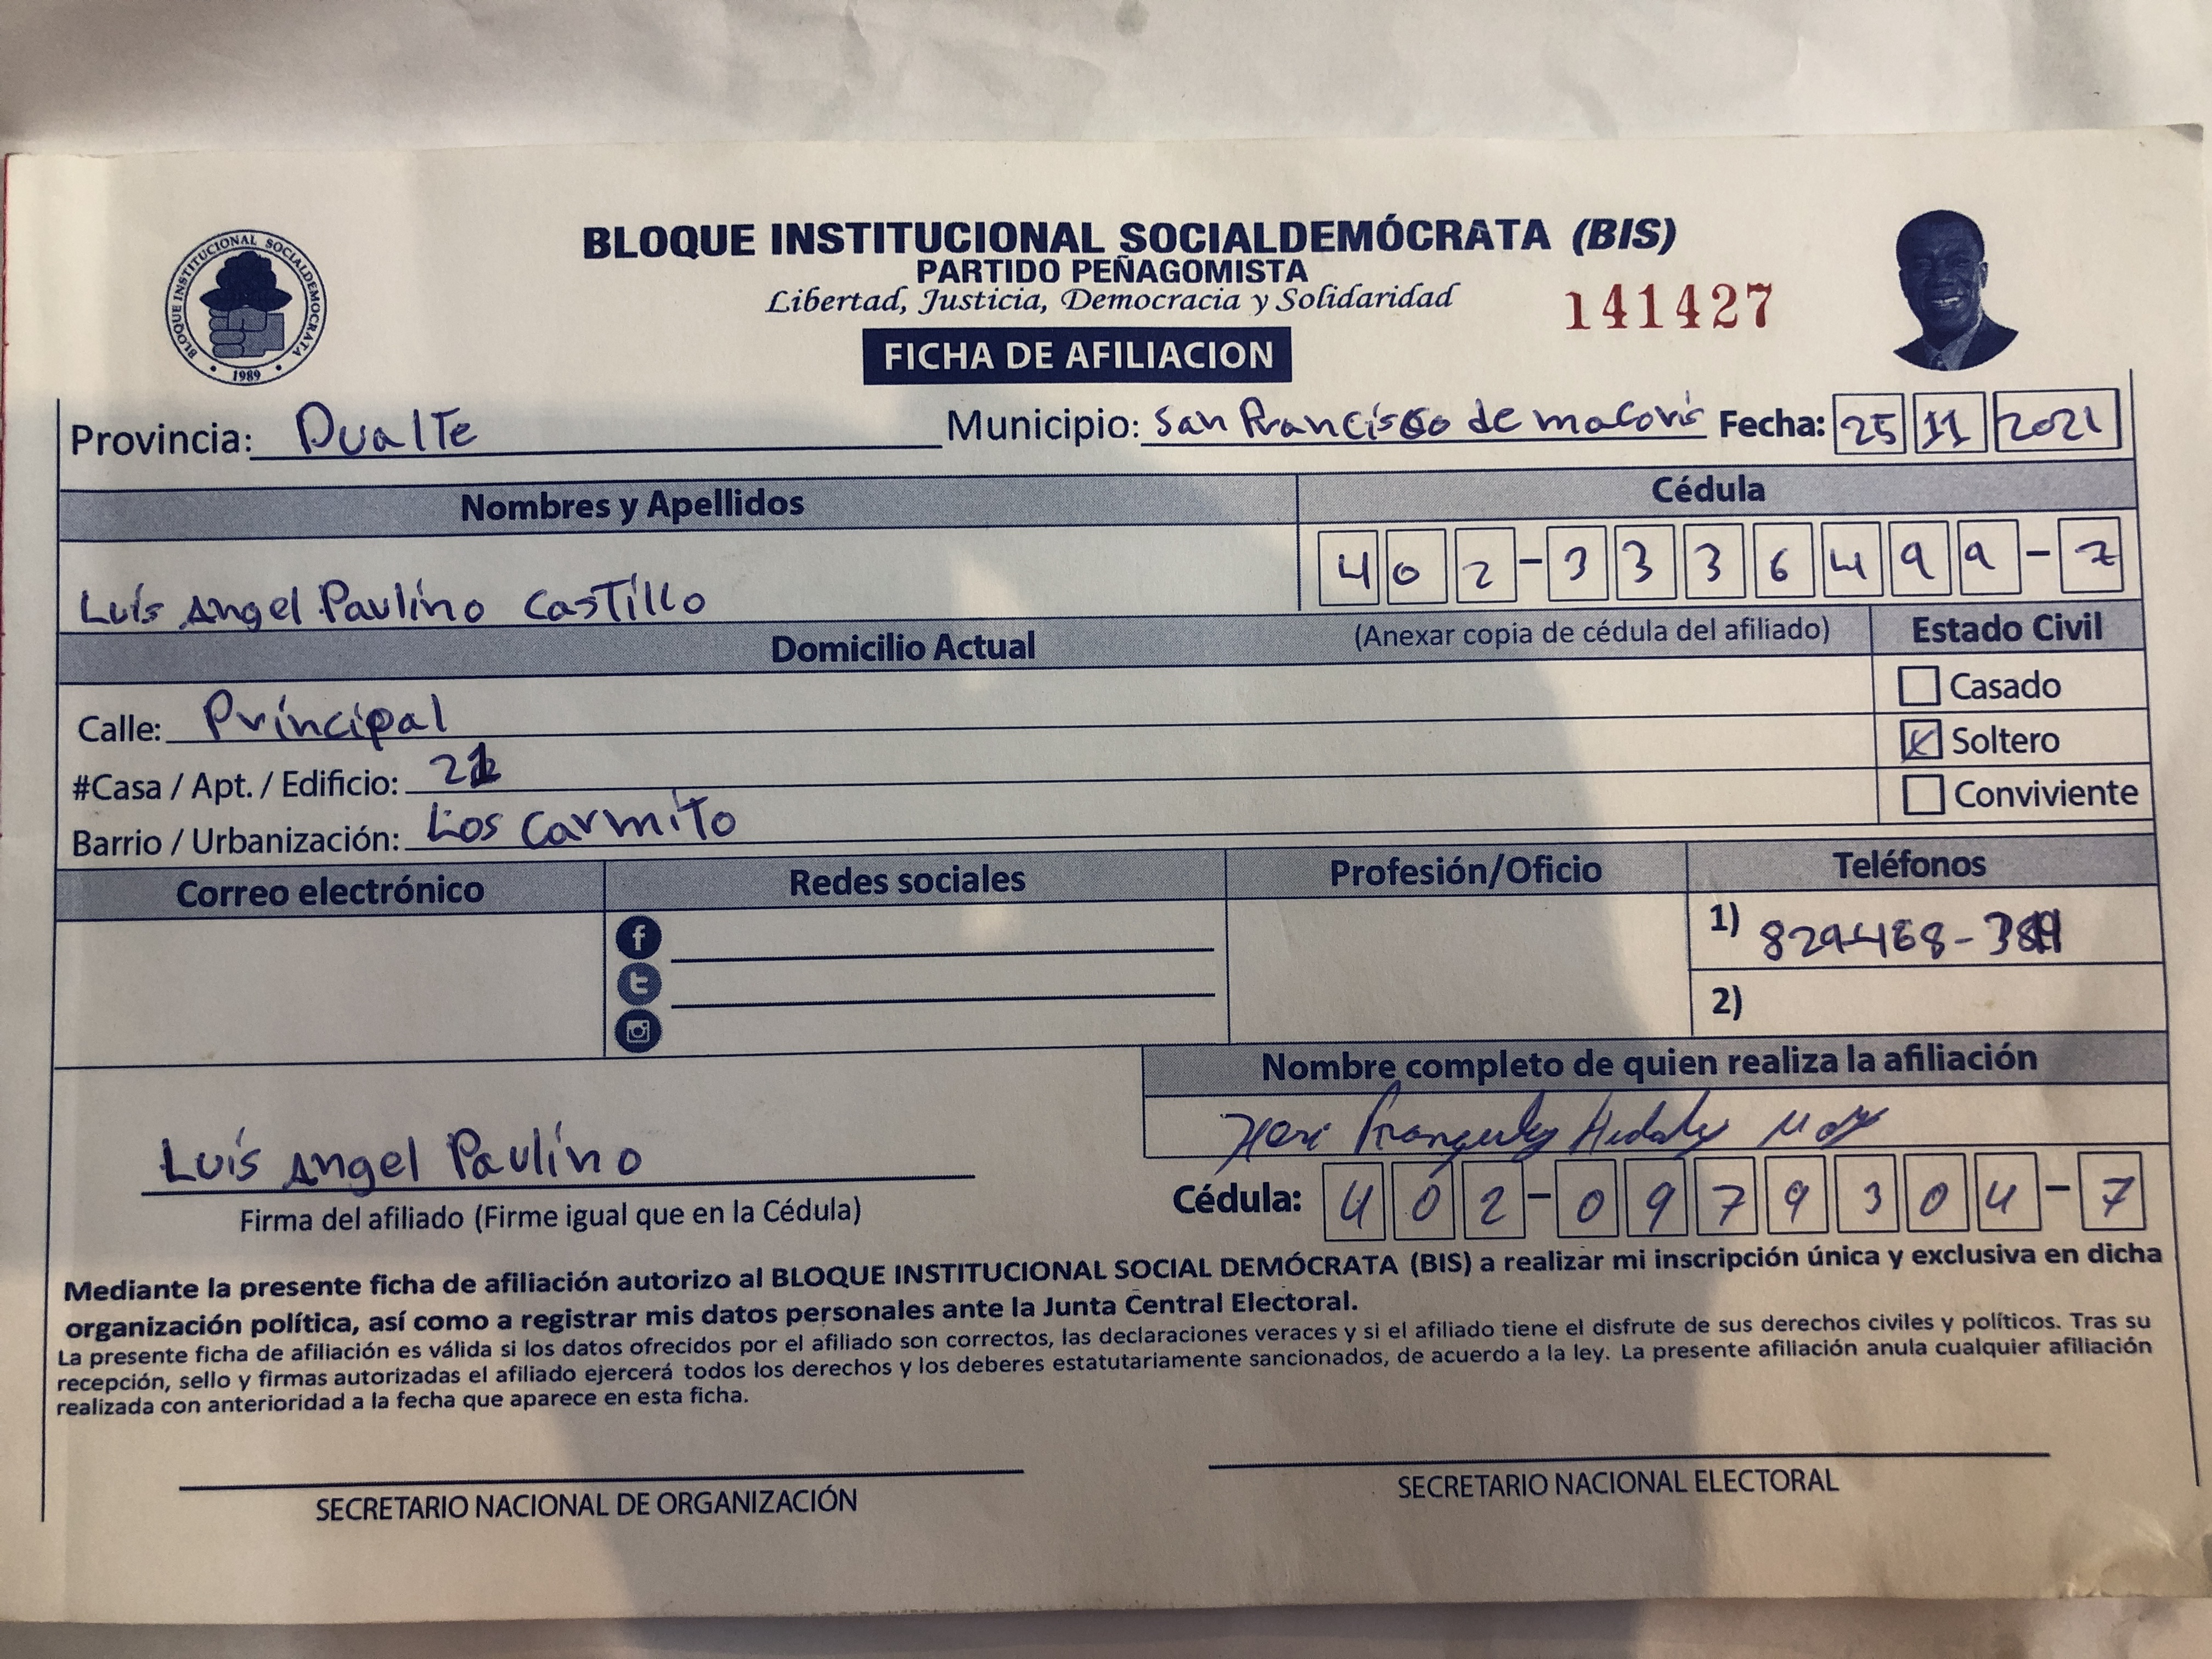 BLOQUE INSTITUCIONAL SOCIALDEMOCRATA
1989
BLOQUE INSTITUCIONAL SOCIALDEMÓCRATA (BIS)
PARTIDO PEÑAGOMISTA
Libertad, Justicia, Democracia y Solidaridad
141427
FICHA DE AFILIACION
Provincia: Dualte Municipio: San Francisco de macoris Fecha: 25 11 2021
Nombres y Apellidos Cédula
Luis Angel Paulino Castillo 402-3336499-7
Domicilio Actual (Anexar copia de cédula del afiliado) Estado Civil
Casado
Calle: Principal
Soltero
#Casa / Apt. / Edificio: 21
Conviviente
Barrio / Urbanización: Los Carmito
Correo electrónico Redes sociales Profesión/Oficio Teléfonos
1) 829-468-
2)
Nombre completo de quien realiza la afiliación
Luis Angel Paulino
Cédula: 402-0979304-7
Firma del afiliado (Firme igual que en la Cédula)
Mediante la presente ficha de afiliación autorizo al BLOQUE INSTITUCIONAL SOCIAL DEMÓCRATA (BIS) a realizar mi inscripción única y exclusiva en dicha
organización política, así como a registrar mis datos personales ante la Junta Central Electoral.
La presente ficha de afiliación es válida si los datos ofrecidos por el afiliado son correctos, las declaraciones veraces y si el afiliado tiene el disfrute de sus derechos civiles y políticos. Tras su
recepción, sello y firmas autorizadas el afiliado ejercerá todos los derechos y los deberes estatutariamente sancionados, de acuerdo a la ley. La presente afiliación anula cualquier afiliación
realizada con anterioridad a la fecha que aparece en esta ficha.
SECRETARIO NACIONAL DE ORGANIZACIÓN SECRETARIO NACIONAL ELECTORAL